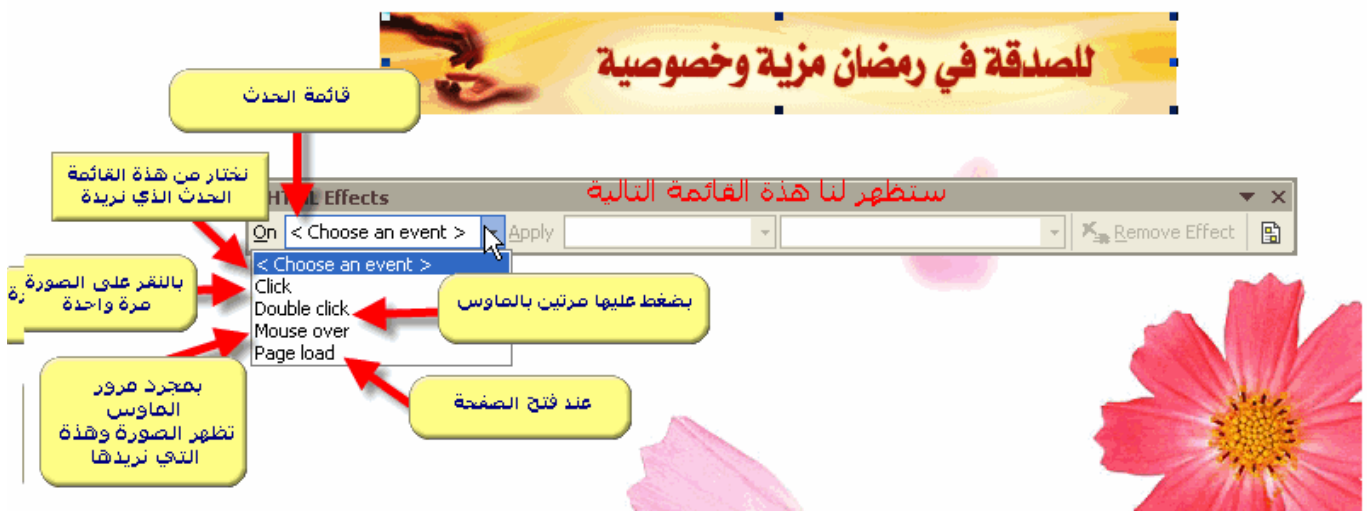 للصدقة في رمضان مزية وخصوصية
قائمة الحدث
نختار من هذة القائمة
الحدث الذي نريدة
ستظهر لنا هذة القائمة التالية
Effects
On < Choose an event > Apply Remove Effect
< Choose an event >
Click
Double click
Mouse over
Page load
بالنقر على الصورة
مرة واحدة
بضغط عليها مرتين بالماوس
بمجرد مرور
الماوس
تظهر الصورة وهذة
التي نريدها
عند فتح الصفحة